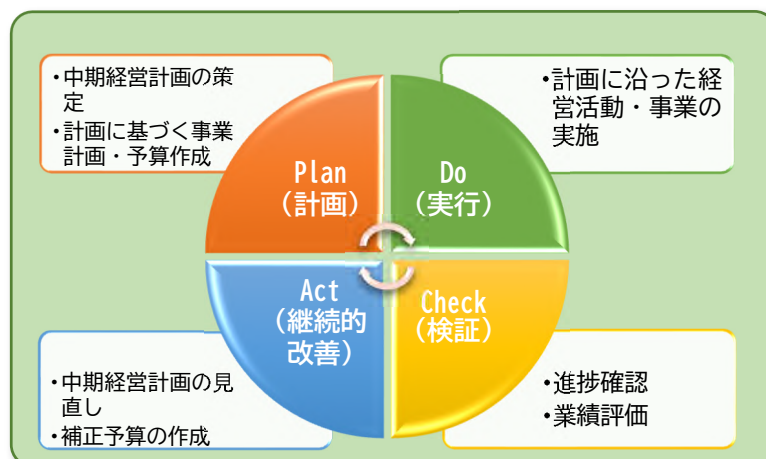 ・中期経営計画の策
定
・計画に基づく事業
計画・予算作成
・計画に沿った経
営活動・事業の
実施
Plan
(計画)
Do
(実行)
Act
(継続的
改善)
Check
(検証)
・中期経営計画の見
直し
・補正予算の作成
・進捗確認
・業績評価